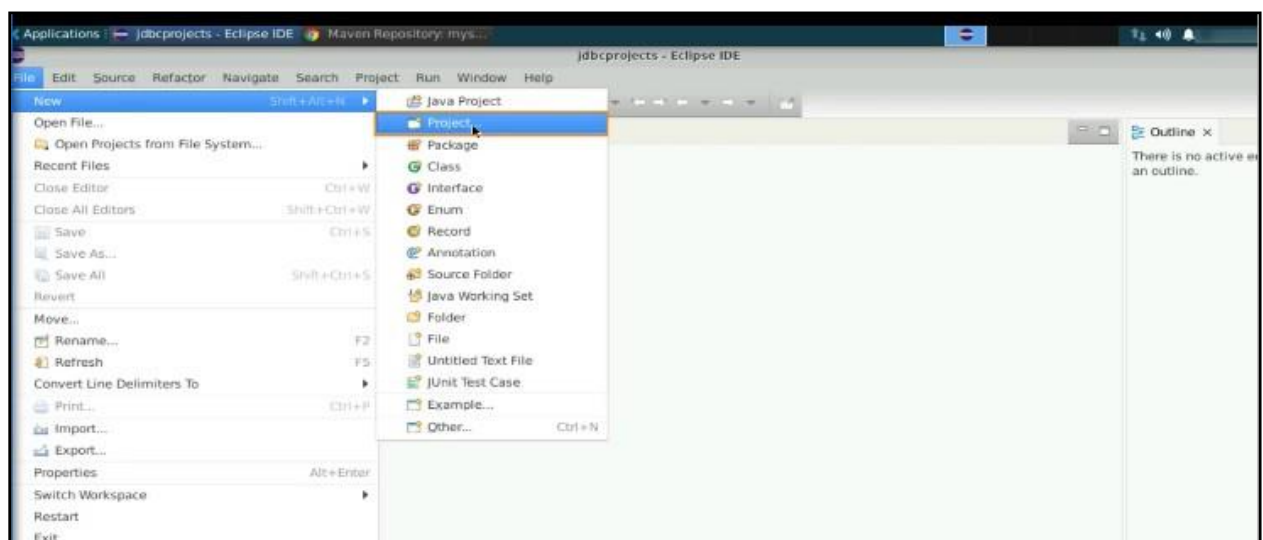 Applications : jdbcprojects - Eclipse IDE Maven Repository: mys...
jdbcprojects - Eclipse IDE
File Edit Source Refactor Navigate Search Project Run Window Help
New Shift+Alt+N
Open File...
Open Projects from File System...
Recent Files
Close Editor Ctrl+W
Close All Editors Shift+Ctrl+W
Save Ctrl+S
Save As...
Save All Shift+Ctrl+S
Revert
Move...
Rename... F2
Refresh F5
Convert Line Delimiters To
Print... Ctrl+P
Import...
Export...
Properties Alt+Enter
Switch Workspace
Restart
Exit
Java Project
Project...
Package
Class
Interface
Enum
Record
Annotation
Source Folder
Java Working Set
Folder
File
Untitled Text File
JUnit Test Case
Example...
Other... Ctrl+N
Outline
There is no active
an outline.